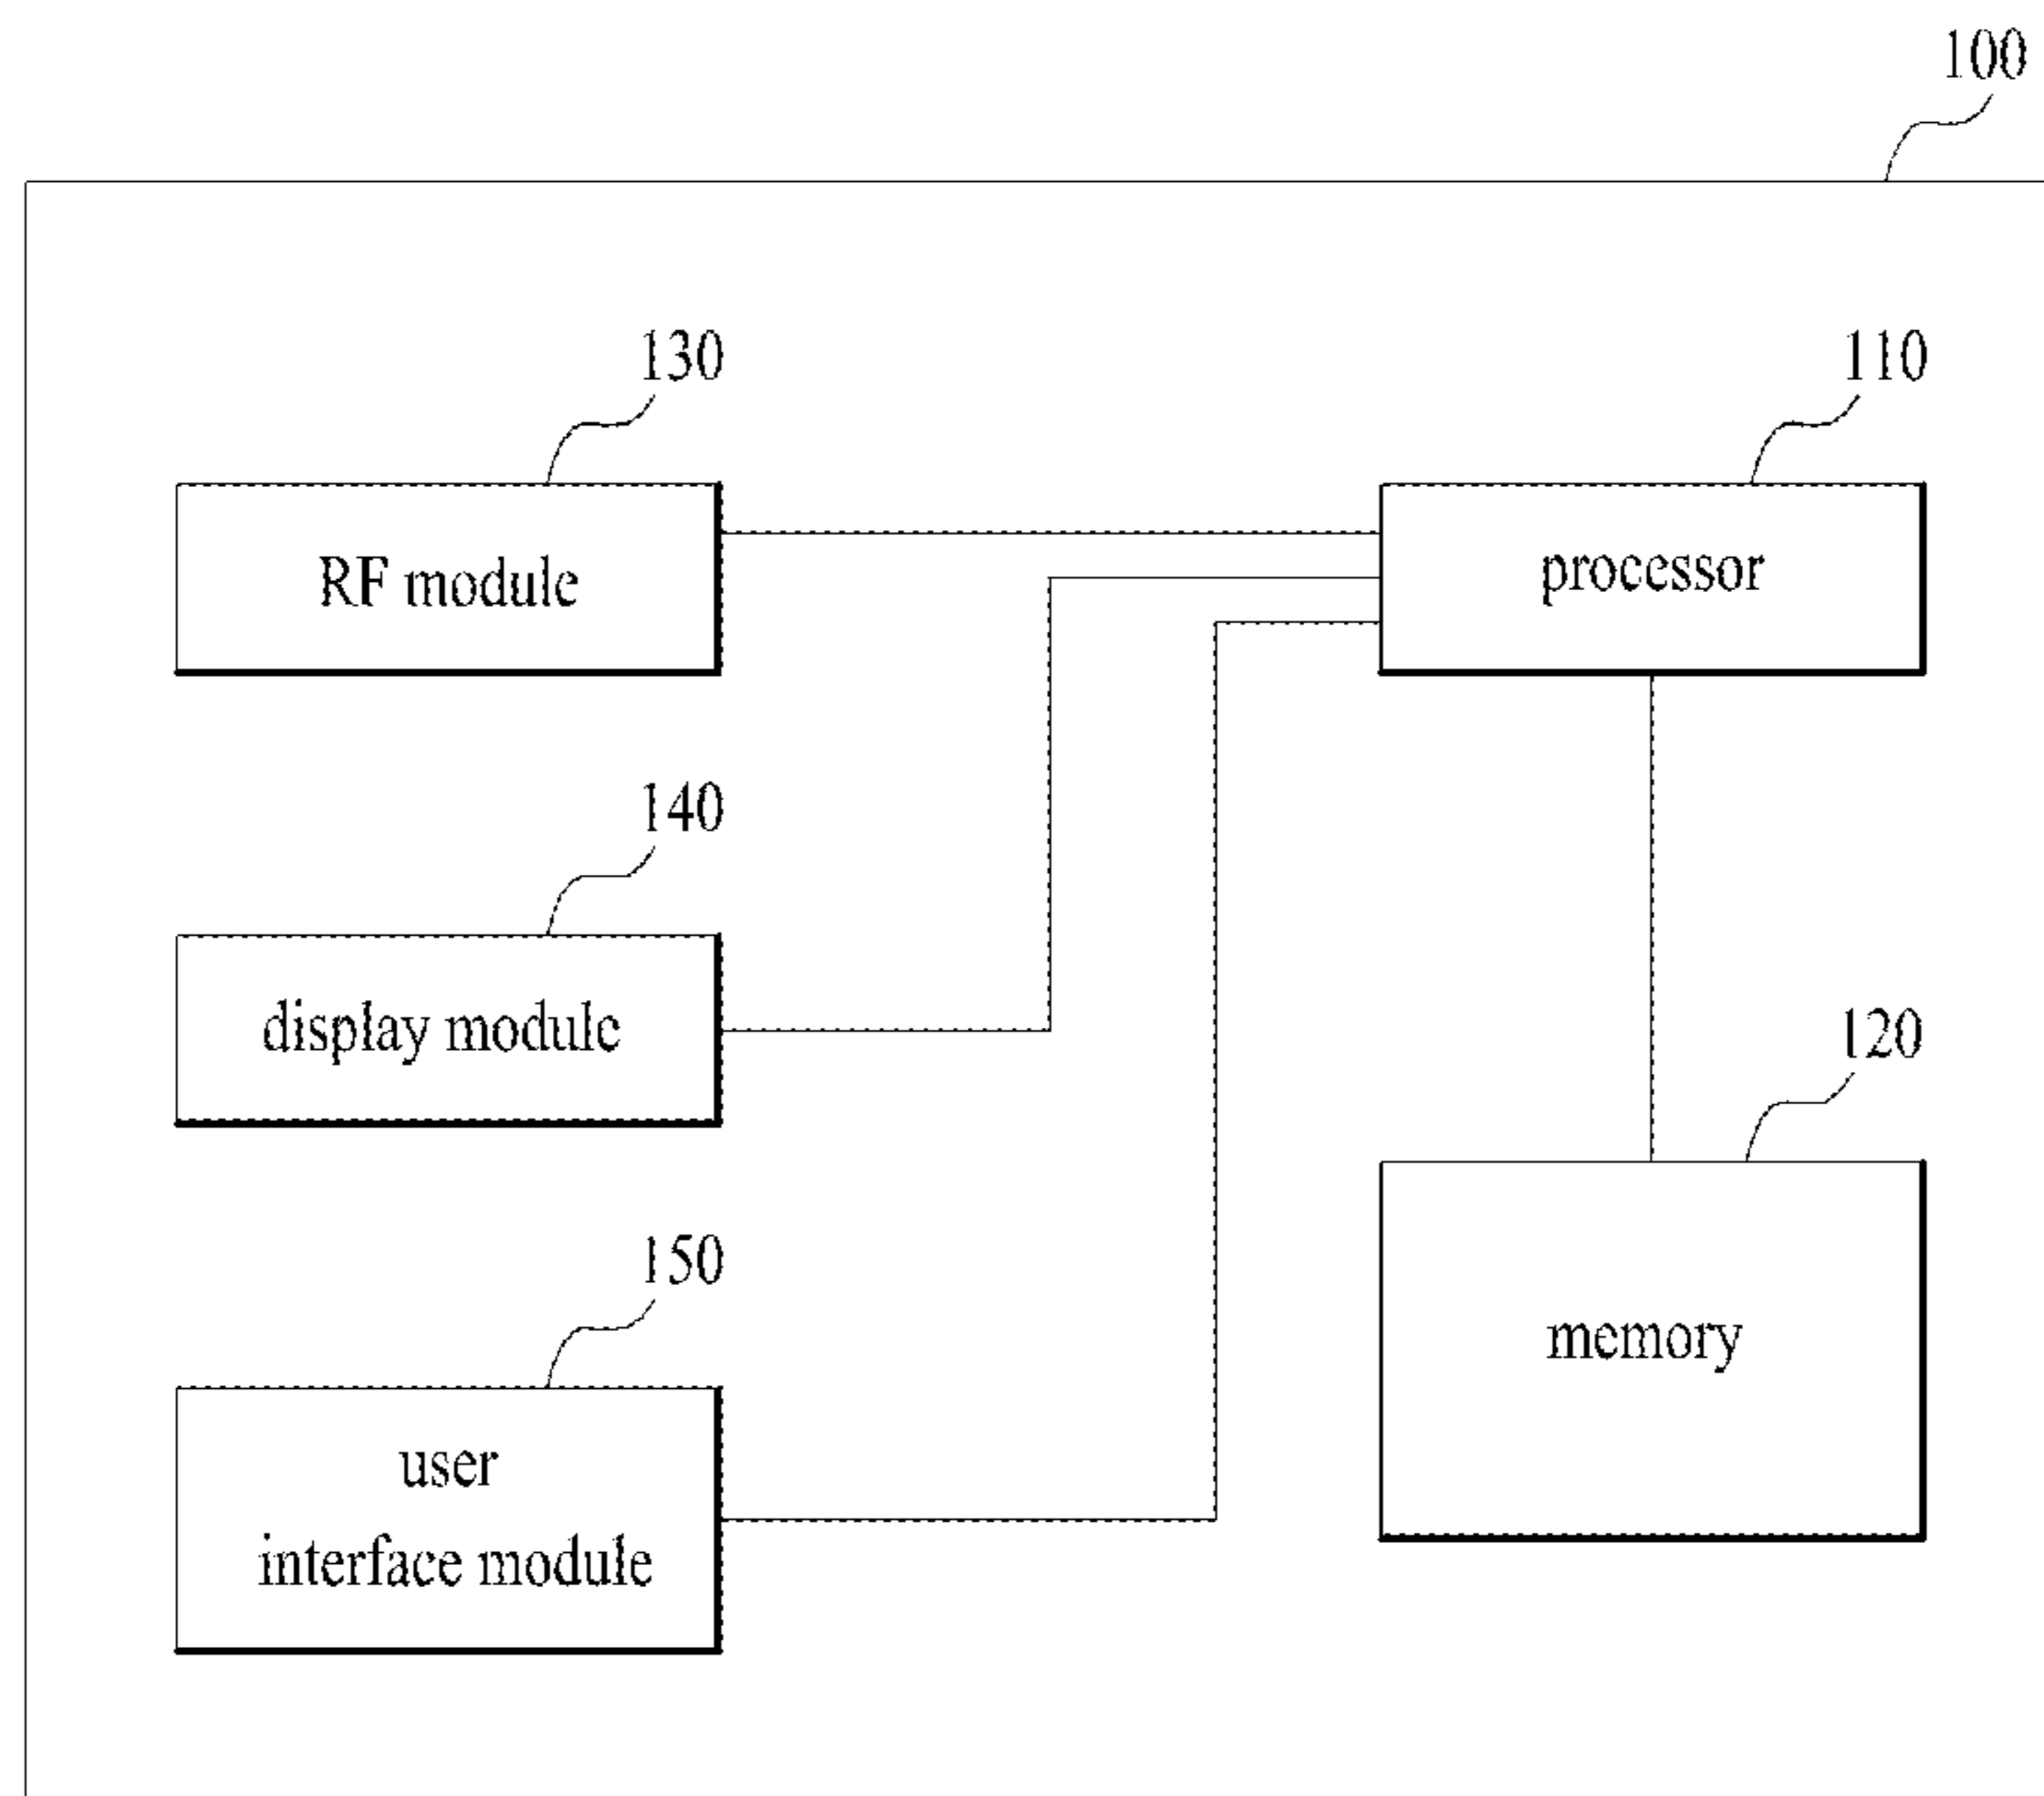 100
130
110
RF module
processor
140
display module
120
150
memory
user
interface module